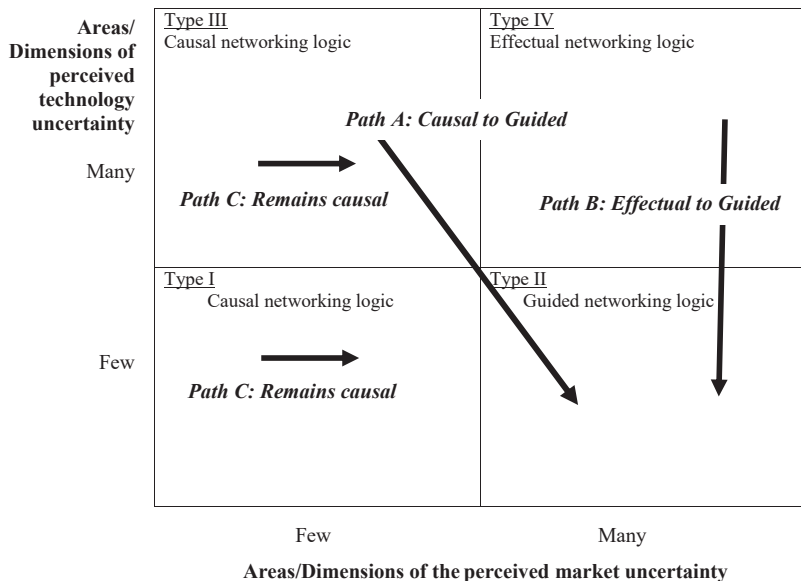 Areas/
Dimensions of
perceived
technology
uncertainty
Many
Few
Type III
Causal networking logic
Type IV
Effectual networking logic
Path A: Causal to Guided
Path C: Remains causal
Path B: Effectual to Guided
Type I
Causal networking logic
Type II
Guided networking logic
Path C: Remains causal
Few
Many
Areas/Dimensions of the perceived market uncertainty